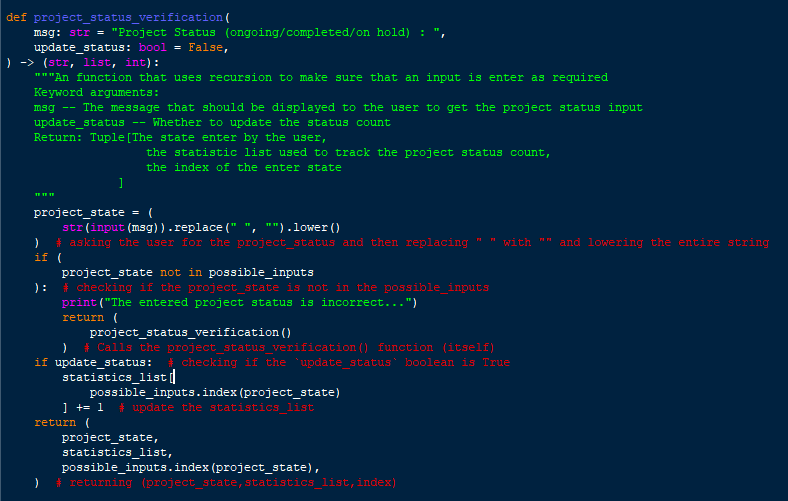 def project_status_verification(
    msg: str = "Project Status (ongoing/completed/on hold) : ",
    update_status: bool = False,
) -> (str, list, int):
    """An function that uses recursion to make sure that an input is enter as required
    Keyword arguments:
    msg -- The message that should be displayed to the user to get the project status input
    update_status -- Whether to update the status count
    Return: Tuple[The state enter by the user,
                    the statistic list used to track the project status count,
                    the index of the enter state
                ]
    """
    project_state = (
        str(input(msg)).replace(" ", "").lower()
    )  # asking the user for the project_status and then replacing " " with "" and lowering the entire string
    if (
        project_state not in possible_inputs
    ):  # checking if the project_state is not in the possible_inputs
        print("The entered project status is incorrect...")
        return (
            project_status_verification()
        )  # Calls the project_status_verification() function (itself)
    if update_status:  # checking if the `update_status` boolean is True
        statistics_list[
            possible_inputs.index(project_state)
        ] += 1  # update the statistics_list
    return (
        project_state,
        statistics_list,
        possible_inputs.index(project_state),
    )  # returning (project_state,statistics_list,index)